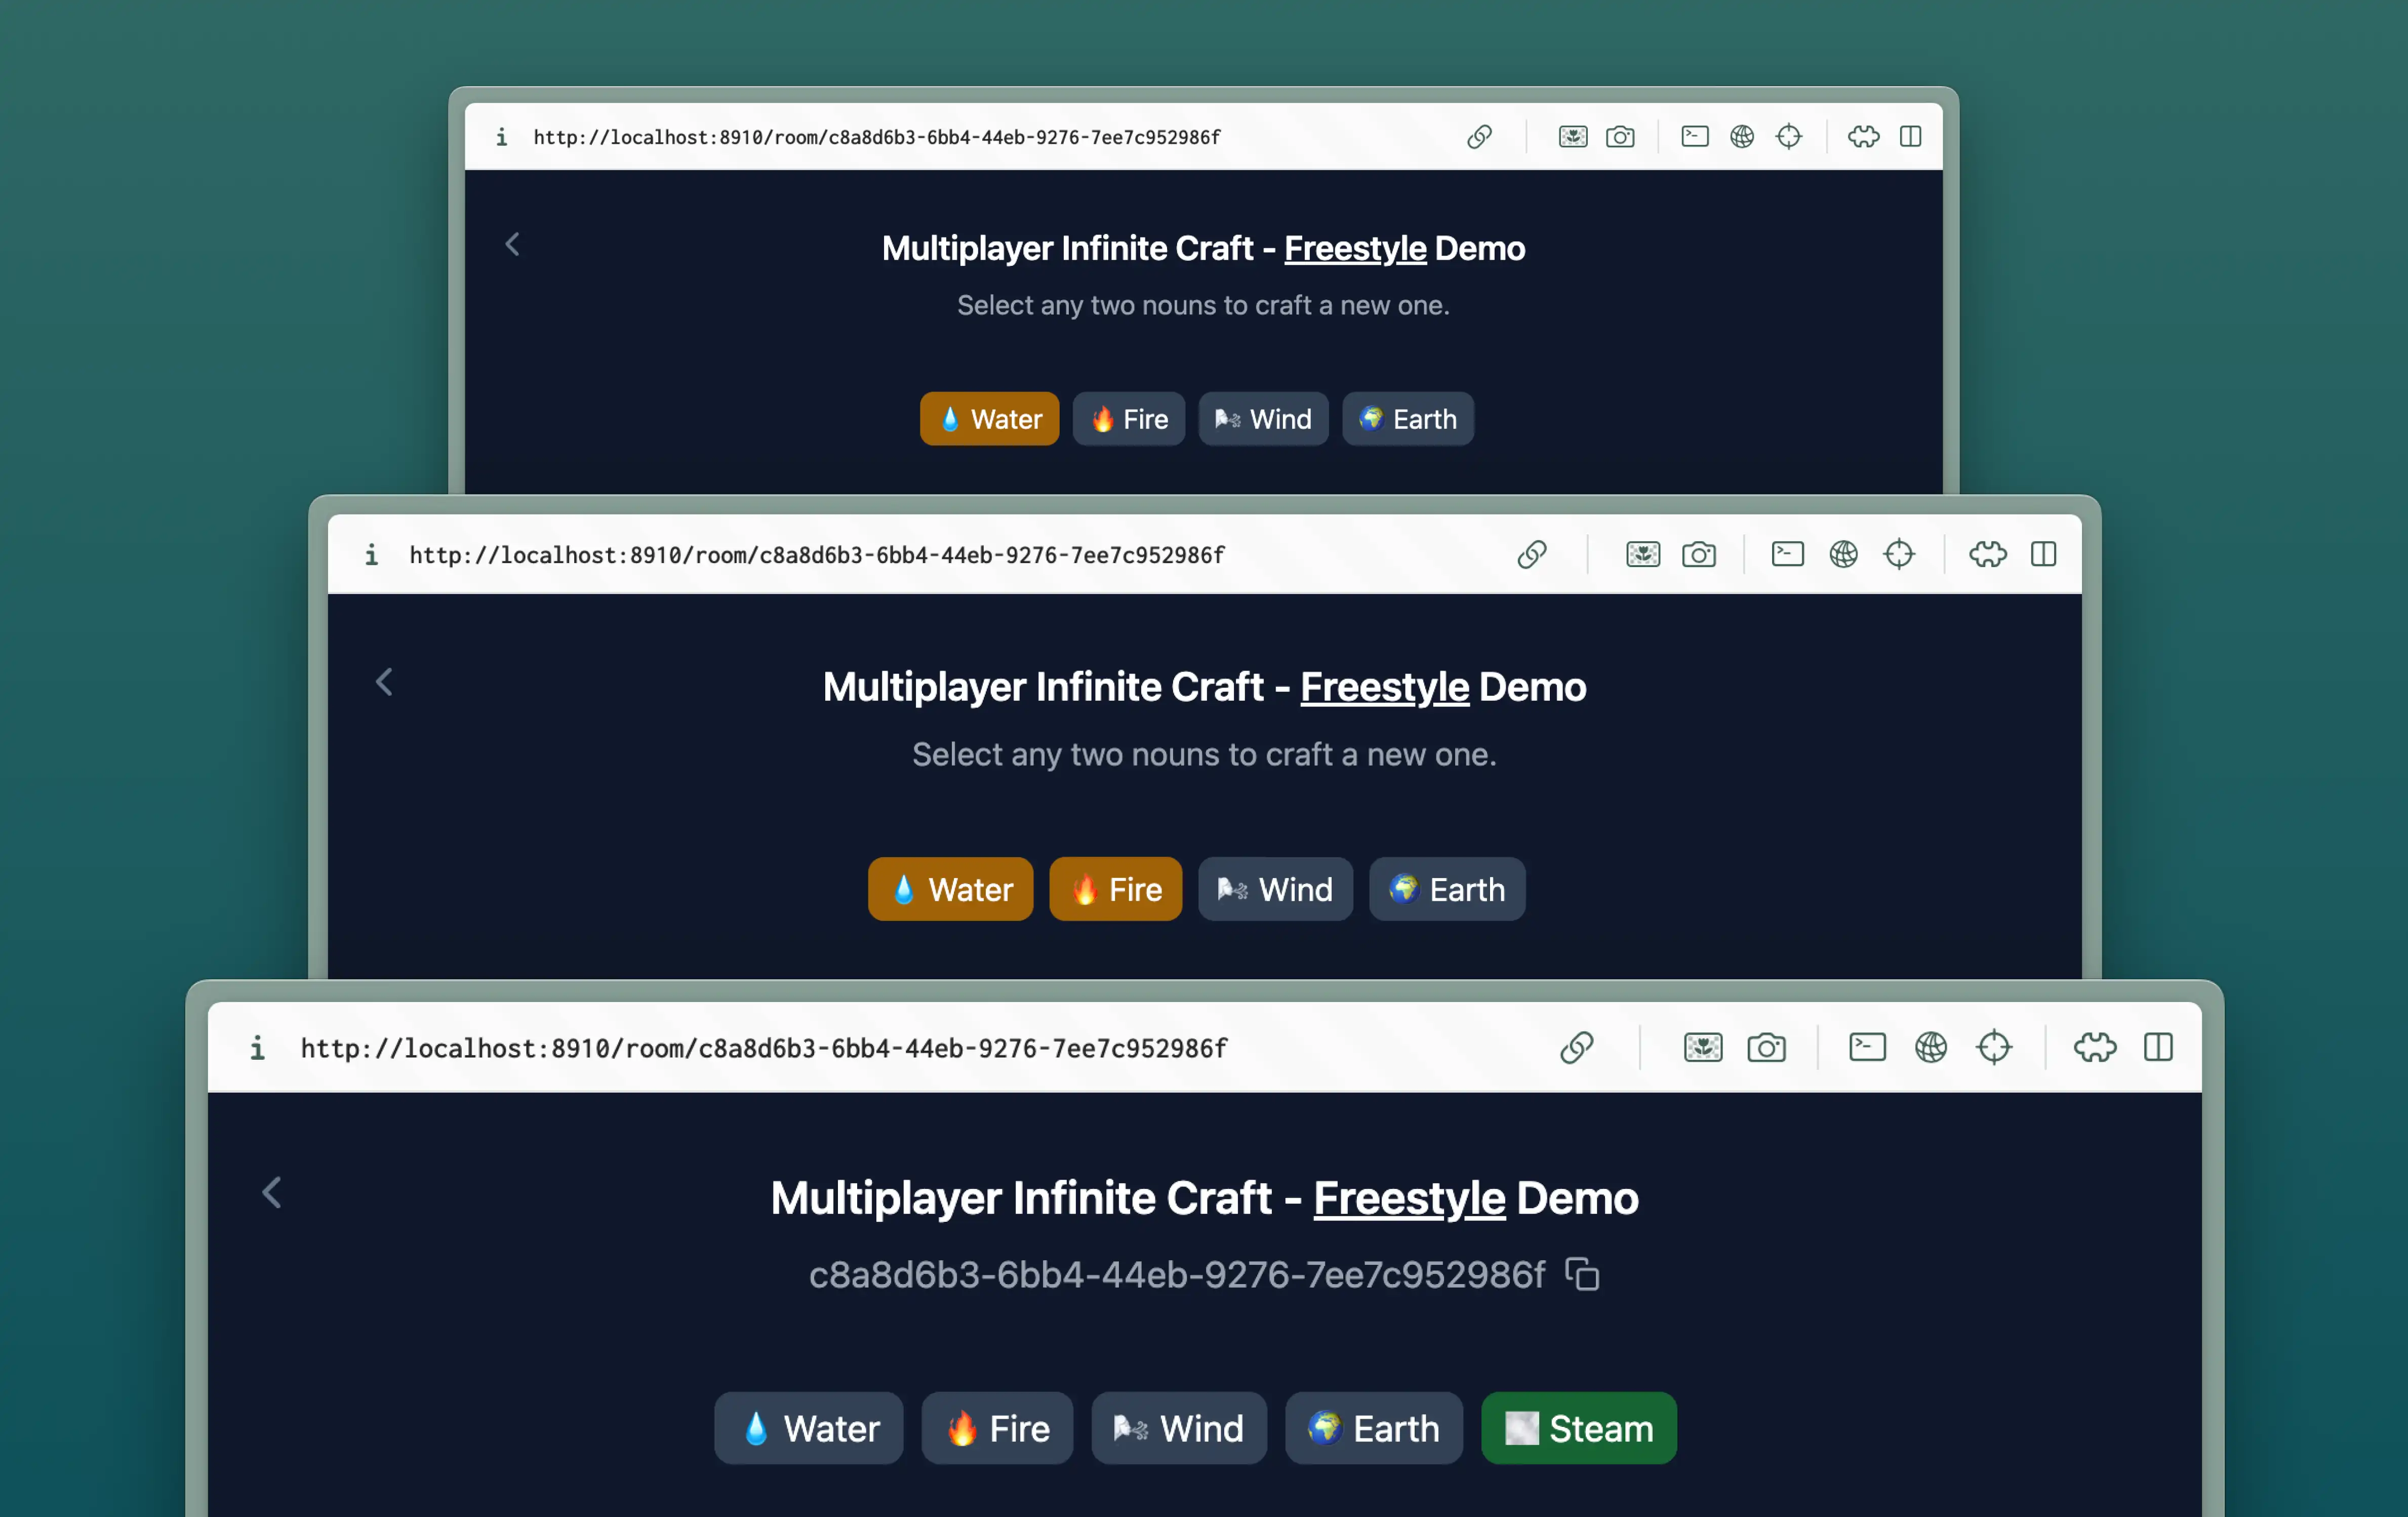 http://localhost:8910/room/c8a8d6b3-6bb4-44eb-9276-7ee7c952986f
Multiplayer Infinite Craft - Freestyle Demo
Select any two nouns to craft a new one.
Water Fire Wind Earth
http://localhost:8910/room/c8a8d6b3-6bb4-44eb-9276-7ee7c952986f
Multiplayer Infinite Craft - Freestyle Demo
Select any two nouns to craft a new one.
Water Fire Wind Earth
http://localhost:8910/room/c8a8d6b3-6bb4-44eb-9276-7ee7c952986f
Multiplayer Infinite Craft - Freestyle Demo
c8a8d6b3-6bb4-44eb-9276-7ee7c952986f
Water Fire Wind Earth Steam